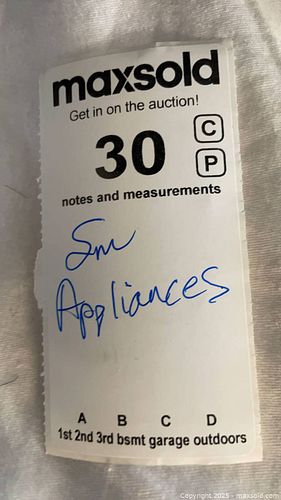 maxsold
Get in on the auction!
30
C
P
notes and measurements
Sm
Appliances
A B C D
1st 2nd 3rd bsmt garage outdoors
Copyright 2025 - maxsold.com